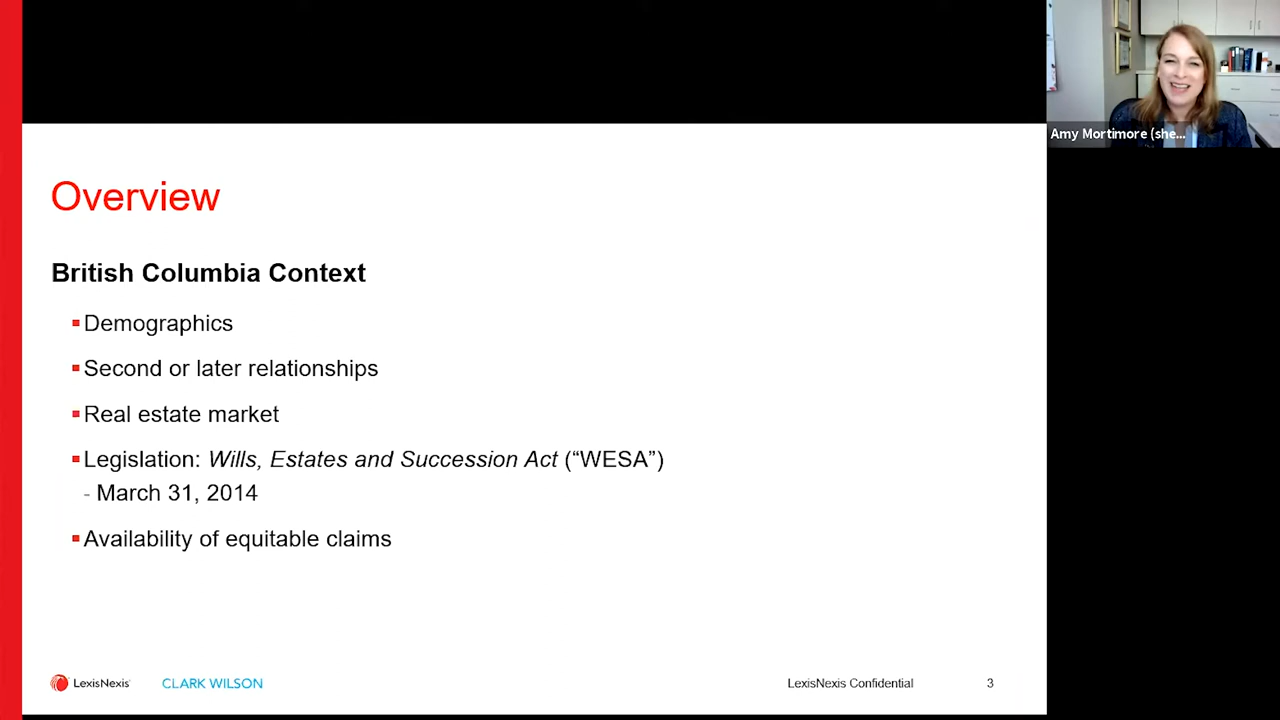 Overview
British Columbia Context
Demographics
Second or later relationships
Real estate market
Legislation: Wills, Estates and Succession Act (“WESA”)
- March 31, 2014
Availability of equitable claims
LexisNexis CLARK WILSON LexisNexis Confidential 3
Amy Mortimore (she...